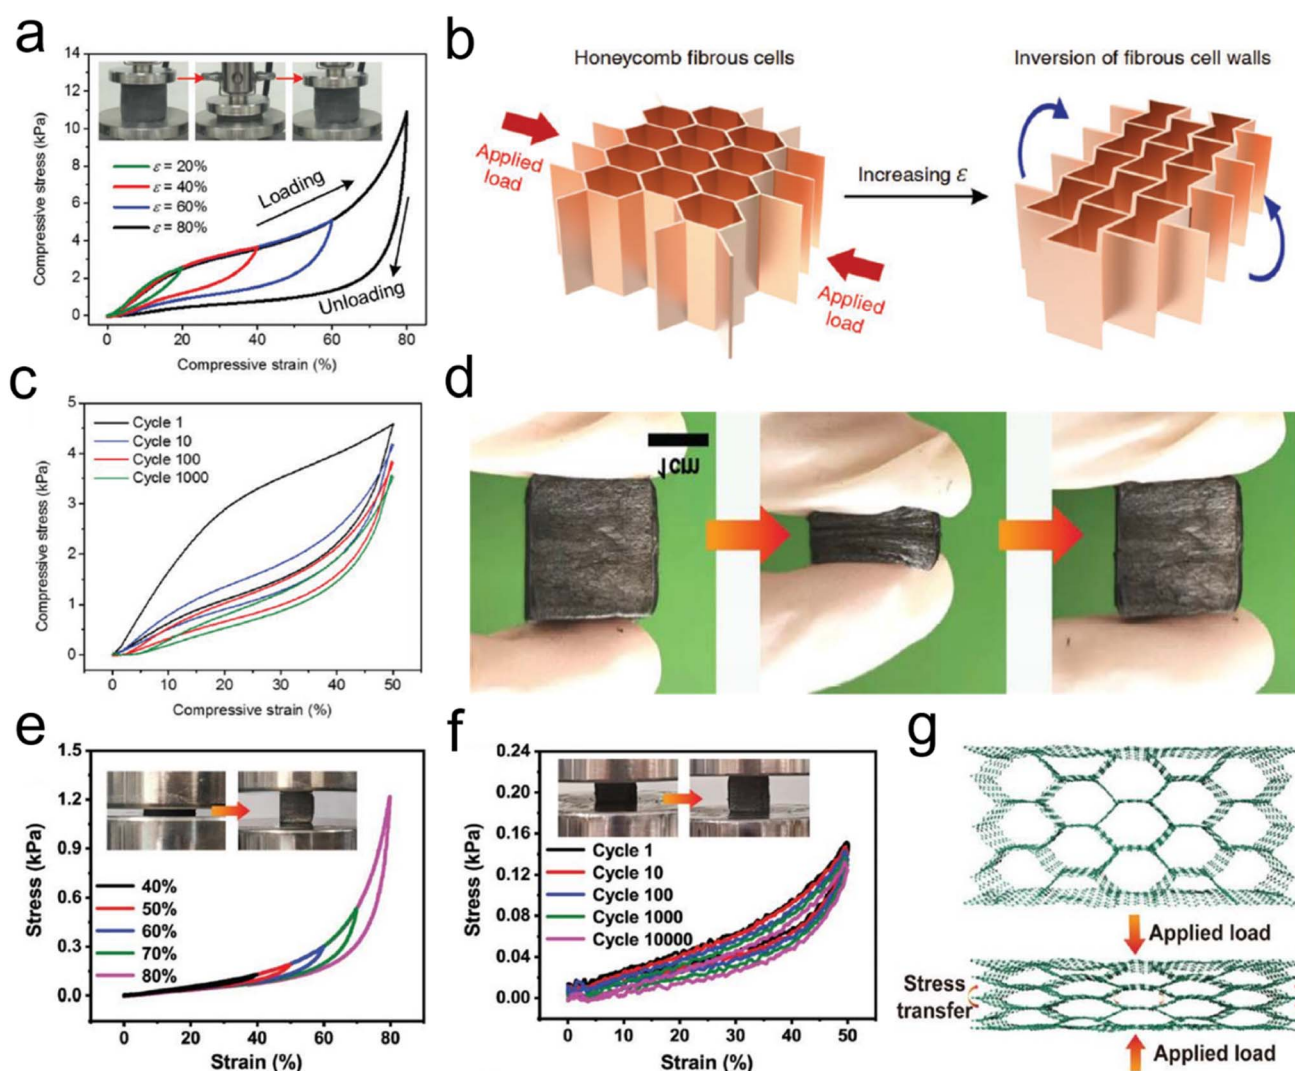 a
14
12
10
8
6
4
2
0
Compressive stress (kPa)
ε = 20%
ε = 40%
ε = 60%
ε = 80%
Loading
Unloading
0 20 40 60 80
Compressive strain (%)
b
Honeycomb fibrous cells
Inversion of fibrous cell walls
Applied
load
Increasing ε
Applied
load
c
5
4
3
2
1
0
Compressive stress (kPa)
Cycle 1
Cycle 10
Cycle 100
Cycle 1000
0 10 20 30 40 50
Compressive strain (%)
d
1cm
e
1.5
1.2
0.9
0.6
0.3
0.0
Stress (kPa)
40%
50%
60%
70%
80%
0 20 40 60 80
Strain (%)
f
0.24
0.20
0.16
0.12
0.08
0.04
0.00
Stress (kPa)
Cycle 1
Cycle 10
Cycle 100
Cycle 1000
Cycle 10000
0 10 20 30 40 50
Strain (%)
g
Applied load
Stress
transfer
Applied load